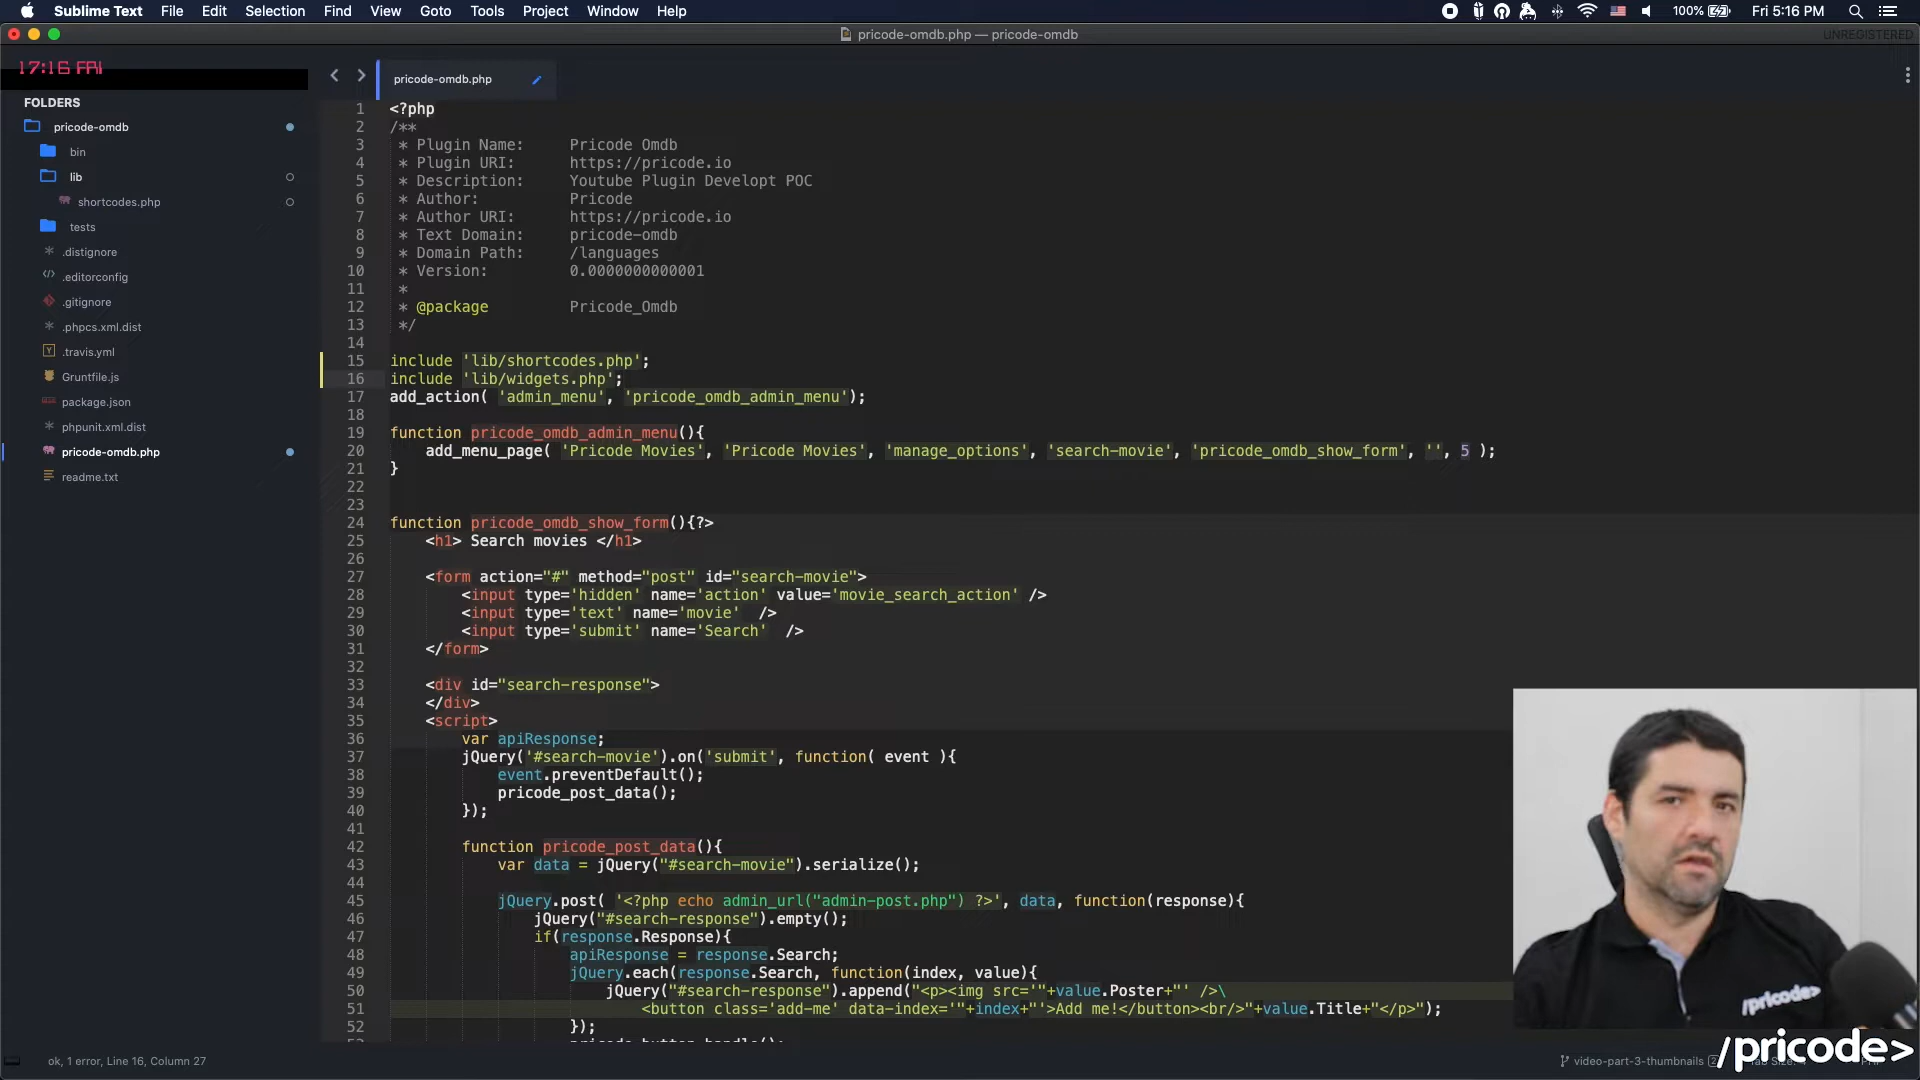 Sublime Text File Edit Selection Find View Goto Tools Project Window Help 100% Fri 5:16 PM
pricode-omdb.php — pricode-omdb
UNREGISTERED
17:16 FRI
FOLDERS
pricode-omdb
bin
lib
shortcodes.php
tests
.distignore
.editorconfig
.gitignore
.phpcs.xml.dist
.travis.yml
Gruntfile.js
package.json
phpunit.xml.dist
pricode-omdb.php
readme.txt
pricode-omdb.php
1 <?php
2 /**
3 * Plugin Name: Pricode Omdb
4 * Plugin URI: https://pricode.io
5 * Description: Youtube Plugin Developt POC
6 * Author: Pricode
7 * Author URI: https://pricode.io
8 * Text Domain: pricode-omdb
9 * Domain Path: /languages
10 * Version: 0.0000000000001
11 *
12 * @package Pricode_Omdb
13 */
14
15 include 'lib/shortcodes.php';
16 include 'lib/widgets.php';
17 add_action( 'admin_menu', 'pricode_omdb_admin_menu');
18
19 function pricode_omdb_admin_menu(){
20 add_menu_page( 'Pricode Movies', 'Pricode Movies', 'manage_options', 'search-movie', 'pricode_omdb_show_form', '', 5 );
21 }
22
23
24 function pricode_omdb_show_form(){?>
25 <h1> Search movies </h1>
26
27 <form action="#" method="post" id="search-movie">
28 <input type='hidden' name='action' value='movie_search_action' />
29 <input type='text' name='movie' />
30 <input type='submit' name='Search' />
31 </form>
32
33 <div id="search-response">
34 </div>
35 <script>
36 var apiResponse;
37 jQuery('#search-movie').on('submit', function( event ){
38 event.preventDefault();
39 pricode_post_data();
40 });
41
42 function pricode_post_data(){
43 var data = jQuery("#search-movie").serialize();
44
45 jQuery.post( '<?php echo admin_url("admin-post.php") ?>', data, function(response){
46 jQuery("#search-response").empty();
47 if(response.Response){
48 apiResponse = response.Search;
49 jQuery.each(response.Search, function(index, value){
50 jQuery("#search-response").append("<p><img src='"+value.Poster+"' />\
51 <button class='add-me' data-index='"+index+"'>Add me!</button><br/>"+value.Title+"</p>");
52 });
/pricode>
ok, 1 error, Line 16, Column 27
video-part-3-thumbnails
/pricode>